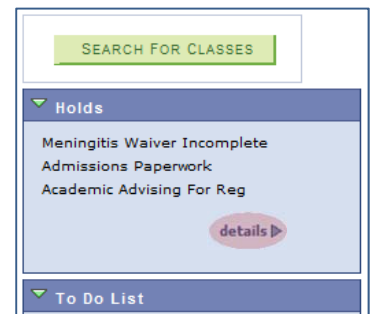 SEARCH FOR CLASSES
Holds
Meningitis Waiver Incomplete
Admissions Paperwork
Academic Advising For Reg
details
To Do List